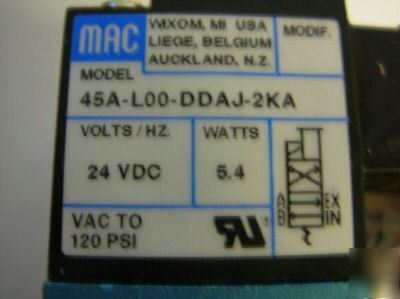 MAC
WIXOM, MI USA
LIEGE, BELGIUM
AUCKLAND, N.Z.
MODIF.
MODEL
45A-L00-DDAJ-2KA
VOLTS / HZ.
WATTS
24 VDC
5.4
A EX
B IN
VAC TO
120 PSI